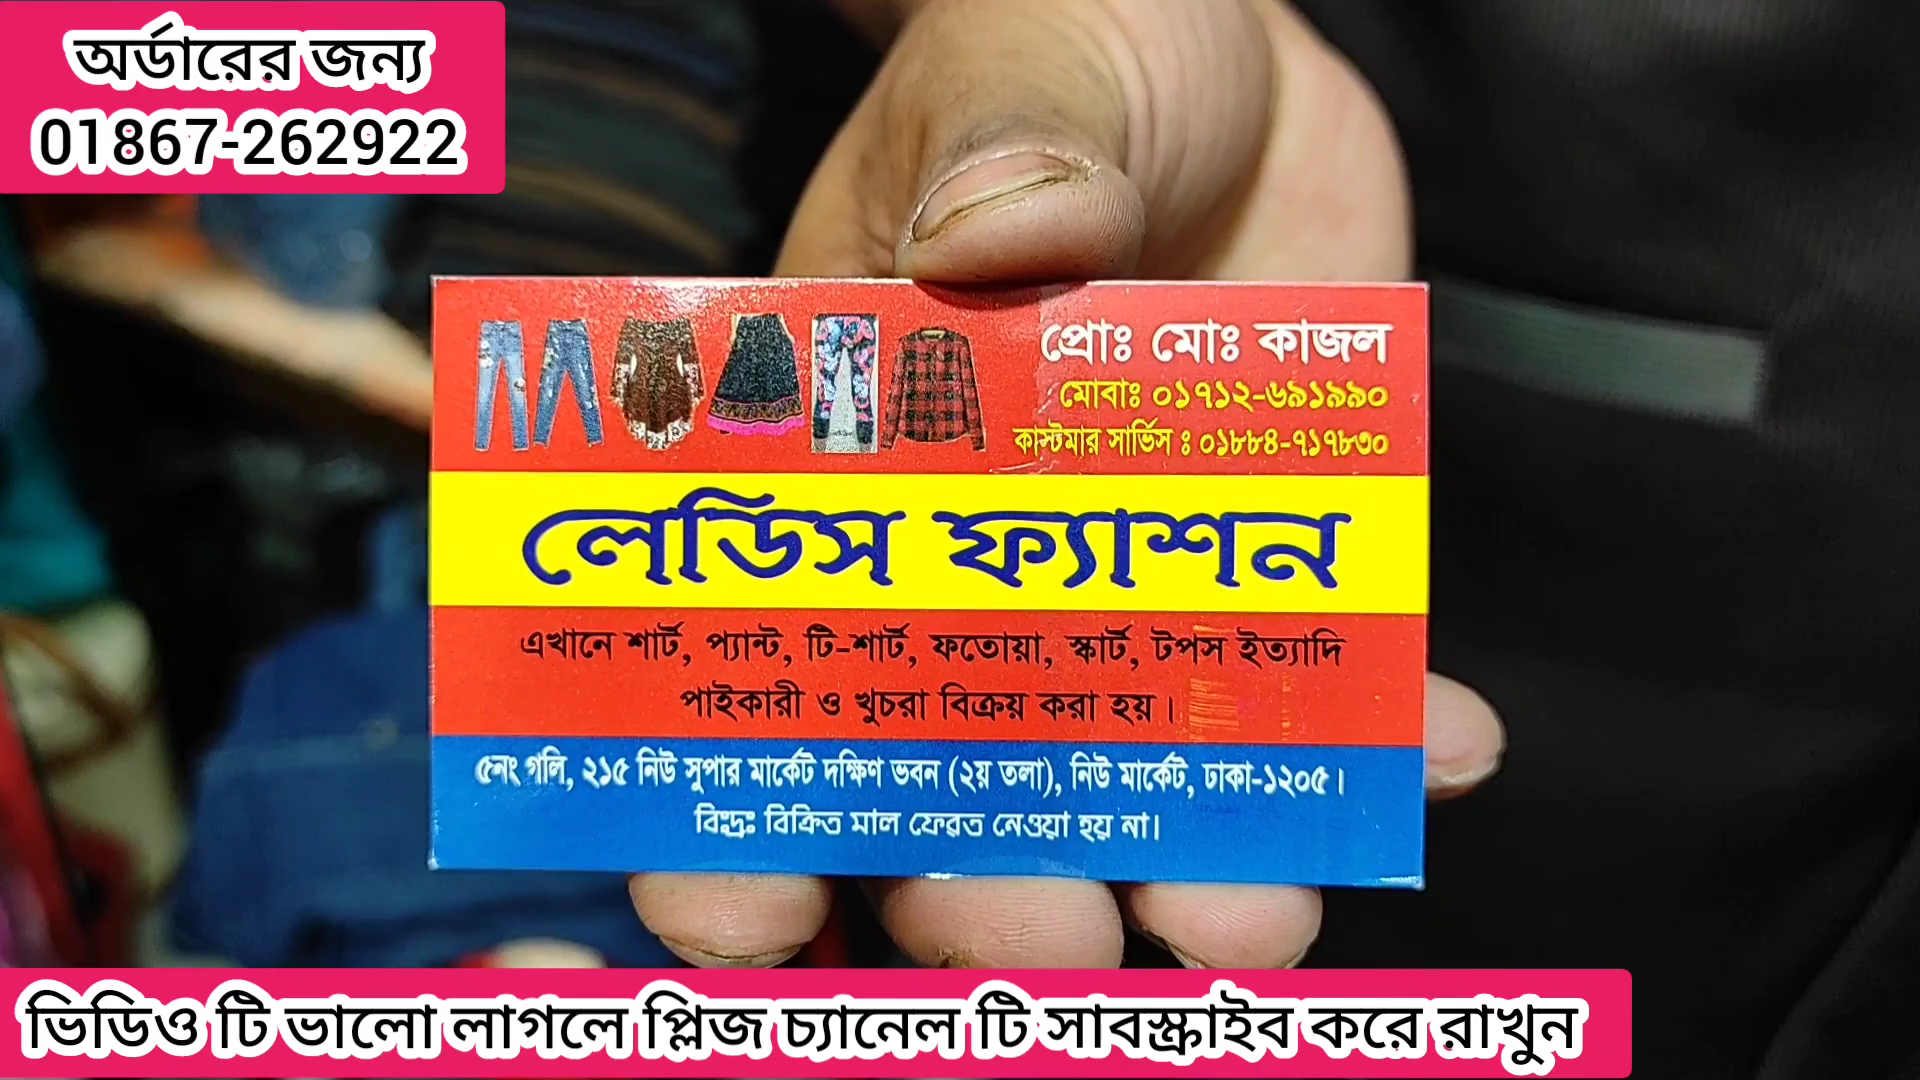 অর্ডারের জন্য
01867-262922
প্রোঃ মোঃ কাজল
মোবাঃ ০১৭১২-৬৯১৯৯০
কাস্টমার সার্ভিস ঃ ০১৮৮৪-৭১৭৮৩০
লেডিস ফ্যাশন
এখানে শার্ট, প্যান্ট, টি-শার্ট, ফতোয়া, স্কার্ট, টপস ইত্যাদি
পাইকারী ও খুচরা বিক্রয় করা হয়।
৫নং গলি, ২১৫ নিউ সুপার মার্কেট দক্ষিণ ভবন (২য় তলা), নিউ মার্কেট, ঢাকা-১২০৫।
বিঃদ্রঃ বিক্রিত মাল ফেরত নেওয়া হয় না।
ভিডিও টি ভালো লাগলে প্লিজ চ্যানেল টি সাবস্ক্রাইব করে রাখুন